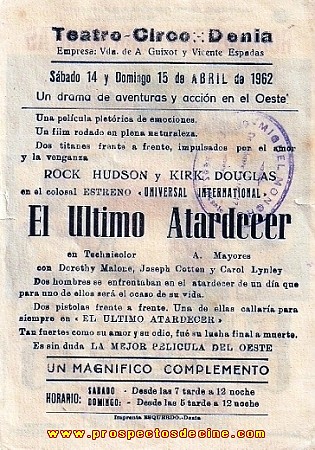 Teatro-Circo-:-Denia
Empresa: Vda. de A Guixot y Vicente Espadas
Sábado 14 y Domingo 15 de ABRIL de 1962
Un drama de aventuras y acción en el Oeste
Una película pletórica de emociones.
Un film rodado en plena naturaleza.
Dos titanes frente a frente, impulsados por el amor
y la venganza
ROCK HUDSON y KIRK DOUGLAS
en el colosal ESTRENO «UNIVERSAL INTERNATIONAL»
El Ultimo Atardecer
en Technisolor A. Mayores
con Dorothy Malone, Joseph Cotten y Carol Lynley
Dos hombres se enfrentaban en el atardecer de un día que
para uno de ellos será el ocaso de su vida.
Dos pistolas frente a frente. Una de ellas callaría para
siempre en «EL ULTIMO ATARDECER»
Tan fuertes como su amor y su odio, fué su lucha final a muerte.
Es sin duda LA MEJOR PELICULA DEL OESTE
UN MAGNIFICO COMPLEMENTO
HORARIO: SABADO - Desde las 7 tarde a 12 noche
DOMINGO: - Desde las 5 tarde a 12 noche
Imprenta ESQUERDO.-Denia
www.prospectosdecine.com